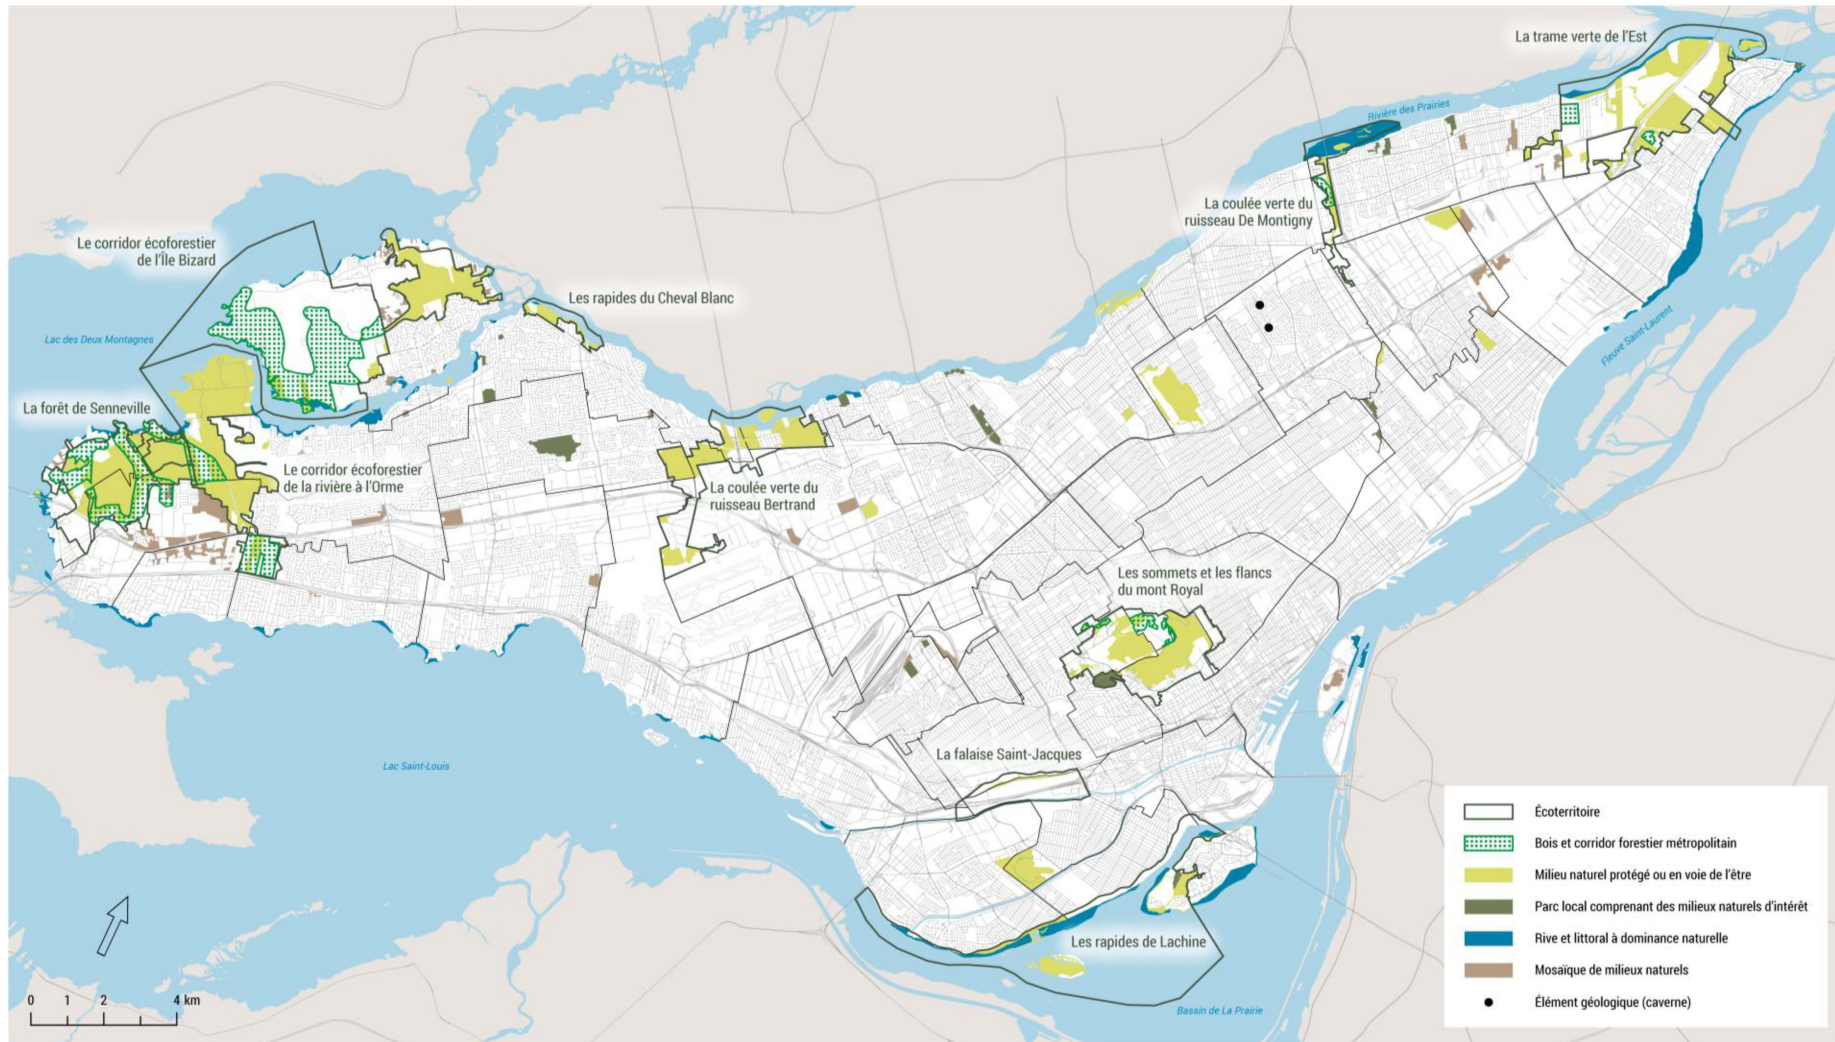 La trame verte de l'Est
Rivière des Prairies
La coulée verte du
ruisseau De Montigny
Le corridor écoforestier
de l'Île Bizard
Les rapides du Cheval Blanc
Lac des Deux Montagnes
Fleuve Saint-Laurent
La forêt de Senneville
Le corridor écoforestier
de la rivière à l'Orme
La coulée verte du
ruisseau Bertrand
Les sommets et les flancs
du mont Royal
La falaise Saint-Jacques
Lac Saint-Louis
Les rapides de Lachine
Bassin de La Prairie
0 1 2 4 km
Écoterritoire
Bois et corridor forestier métropolitain
Milieu naturel protégé ou en voie de l'être
Parc local comprenant des milieux naturels d'intérêt
Rive et littoral à dominance naturelle
Mosaïque de milieux naturels
Élément géologique (caverne)